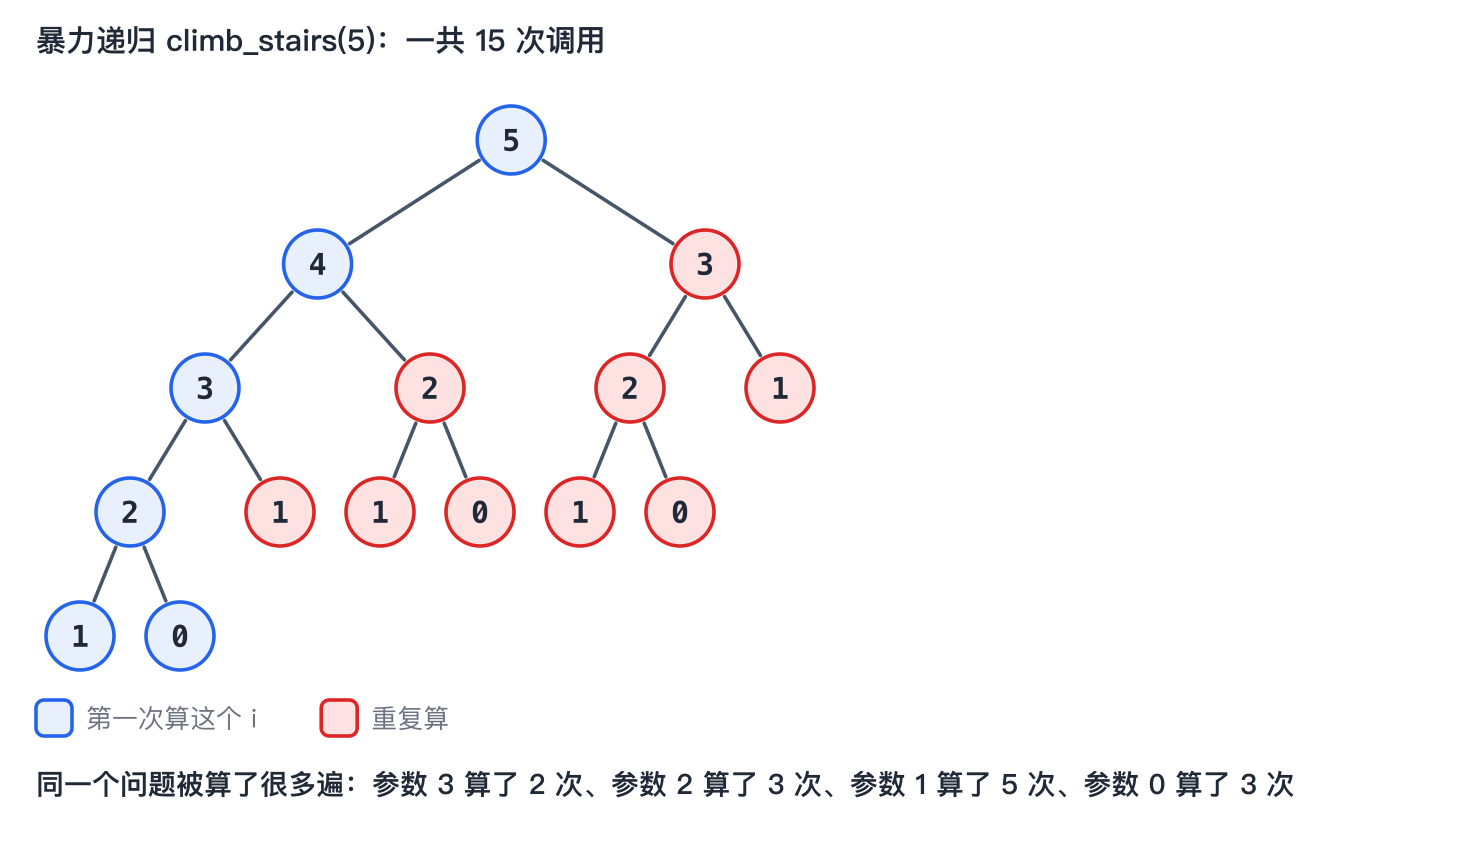 暴力递归 climb_stairs(5)：一共 15 次调用
5
4 3
3 2 2 1
2 1 1 0 1 0
1 0
第一次算这个 i 重复算
同一个问题被算了很多遍：参数 3 算了 2 次、参数 2 算了 3 次、参数 1 算了 5 次、参数 0 算了 3 次